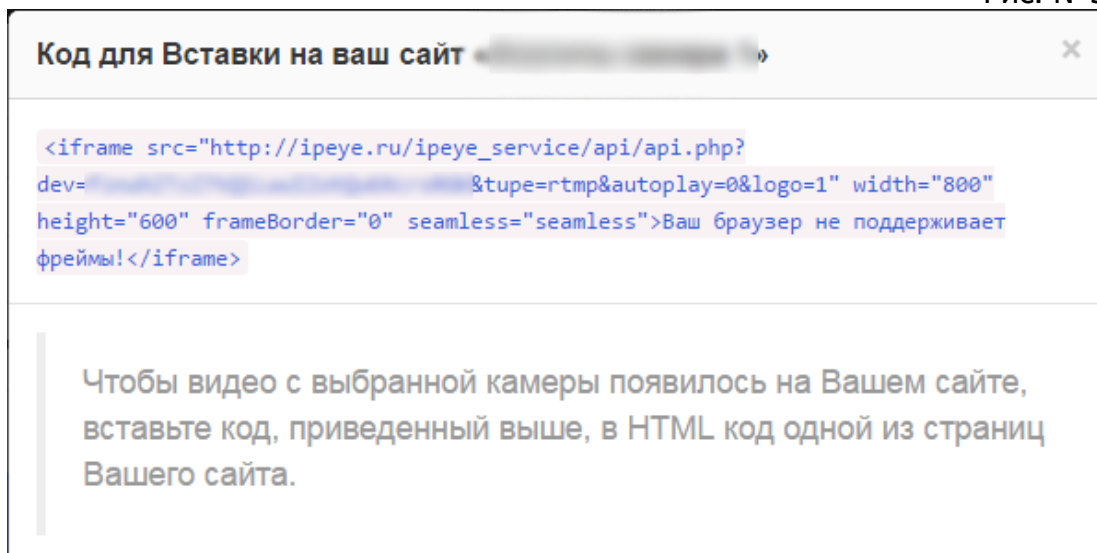 Код для Вставки на ваш сайт « »
<iframe src="http://ipeye.ru/ipeye_service/api/api.php?
dev= &tupe=rtmp&autoplay=0&logo=1" width="800"
height="600" frameBorder="0" seamless="seamless">Ваш браузер не поддерживает
фреймы!</iframe>
Чтобы видео с выбранной камеры появилось на Вашем сайте,
вставьте код, приведенный выше, в HTML код одной из страниц
Вашего сайта.